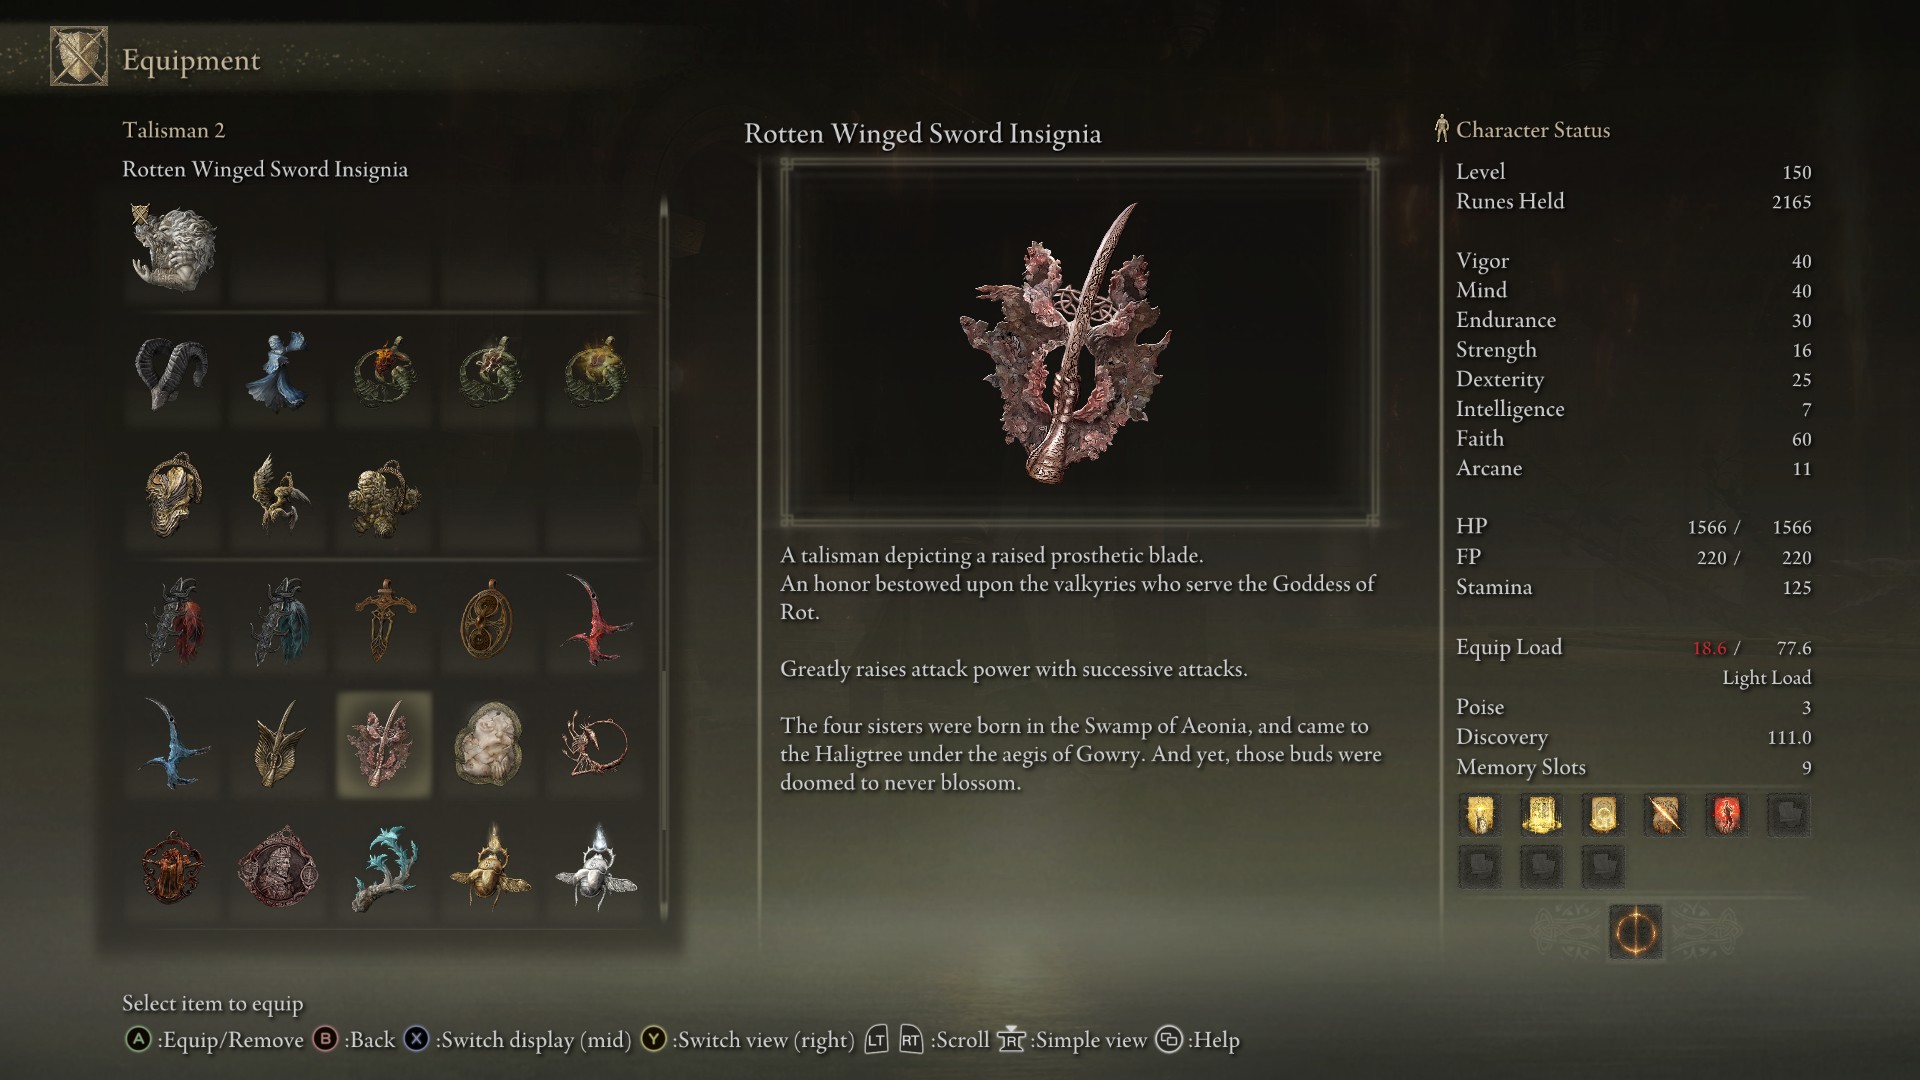 Equipment
Talisman 2
Rotten Winged Sword Insignia
Rotten Winged Sword Insignia
A talisman depicting a raised prosthetic blade.
An honor bestowed upon the valkyries who serve the Goddess of
Rot.
Greatly raises attack power with successive attacks.
The four sisters were born in the Swamp of Aeonia, and came to
the Haligtree under the aegis of Gowry. And yet, those buds were
doomed to never blossom.
Character Status
Level 150
Runes Held 2165
Vigor 40
Mind 40
Endurance 30
Strength 16
Dexterity 25
Intelligence 7
Faith 60
Arcane 11
HP 1566 / 1566
FP 220 / 220
Stamina 125
Equip Load 18.6 / 77.6
Light Load
Poise 3
Discovery 111.0
Memory Slots 9
Select item to equip
A :Equip/Remove B :Back X :Switch display (mid) Y :Switch view (right) LT RT :Scroll R :Simple view :Help